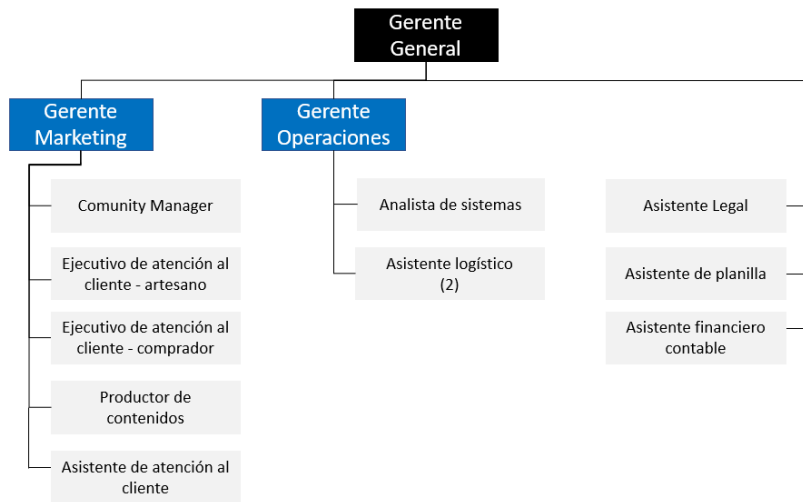 Gerente
General
Gerente
Marketing
Gerente
Operaciones
Comunity Manager
Ejecutivo de atención al
cliente - artesano
Ejecutivo de atención al
cliente - comprador
Productor de
contenidos
Asistente de atención al
cliente
Analista de sistemas
Asistente logístico
(2)
Asistente Legal
Asistente de planilla
Asistente financiero
contable